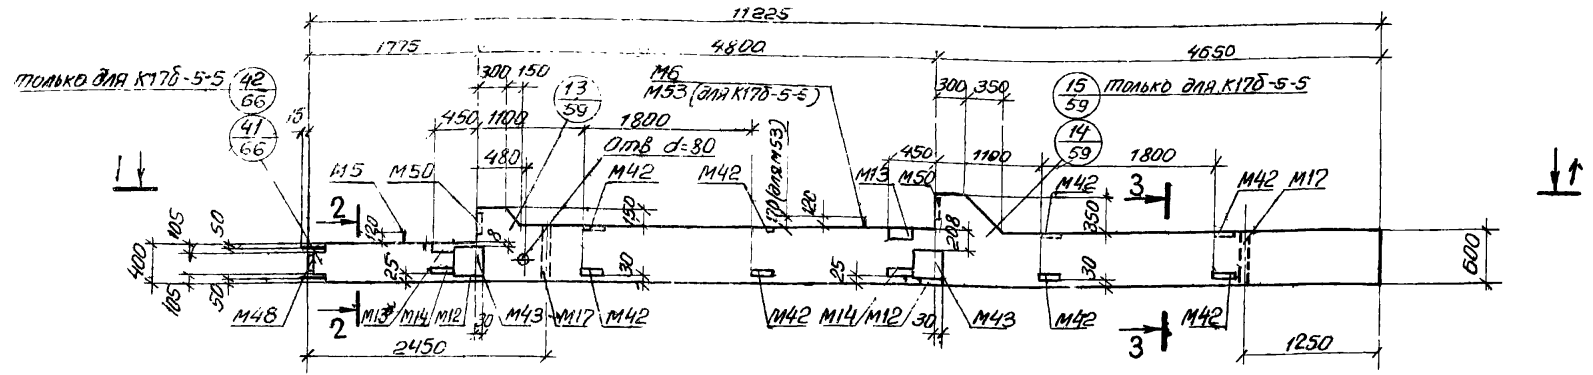 11225
1775 4800 4650
только для К17б-5-5 42/66
300 150
13/59
М6
М53 (для К17б-5-5)
300 350
15/59 только для К17б-5-5
15
41/66
450 1100 1800
480
Отв d=80
14/59
450 1100 1800
1 М50 М42 М42 170 (для М53) 120 М13 М50 М42 3 М42 М17 1
2 120 150 208 350
105 50 400 8 25 30 25 30 600
105 50
М48 2 М13 М14 М12 30 М43 М17 М42 М42 М14 М12 30 М43 М42 3 М42
2450 1250